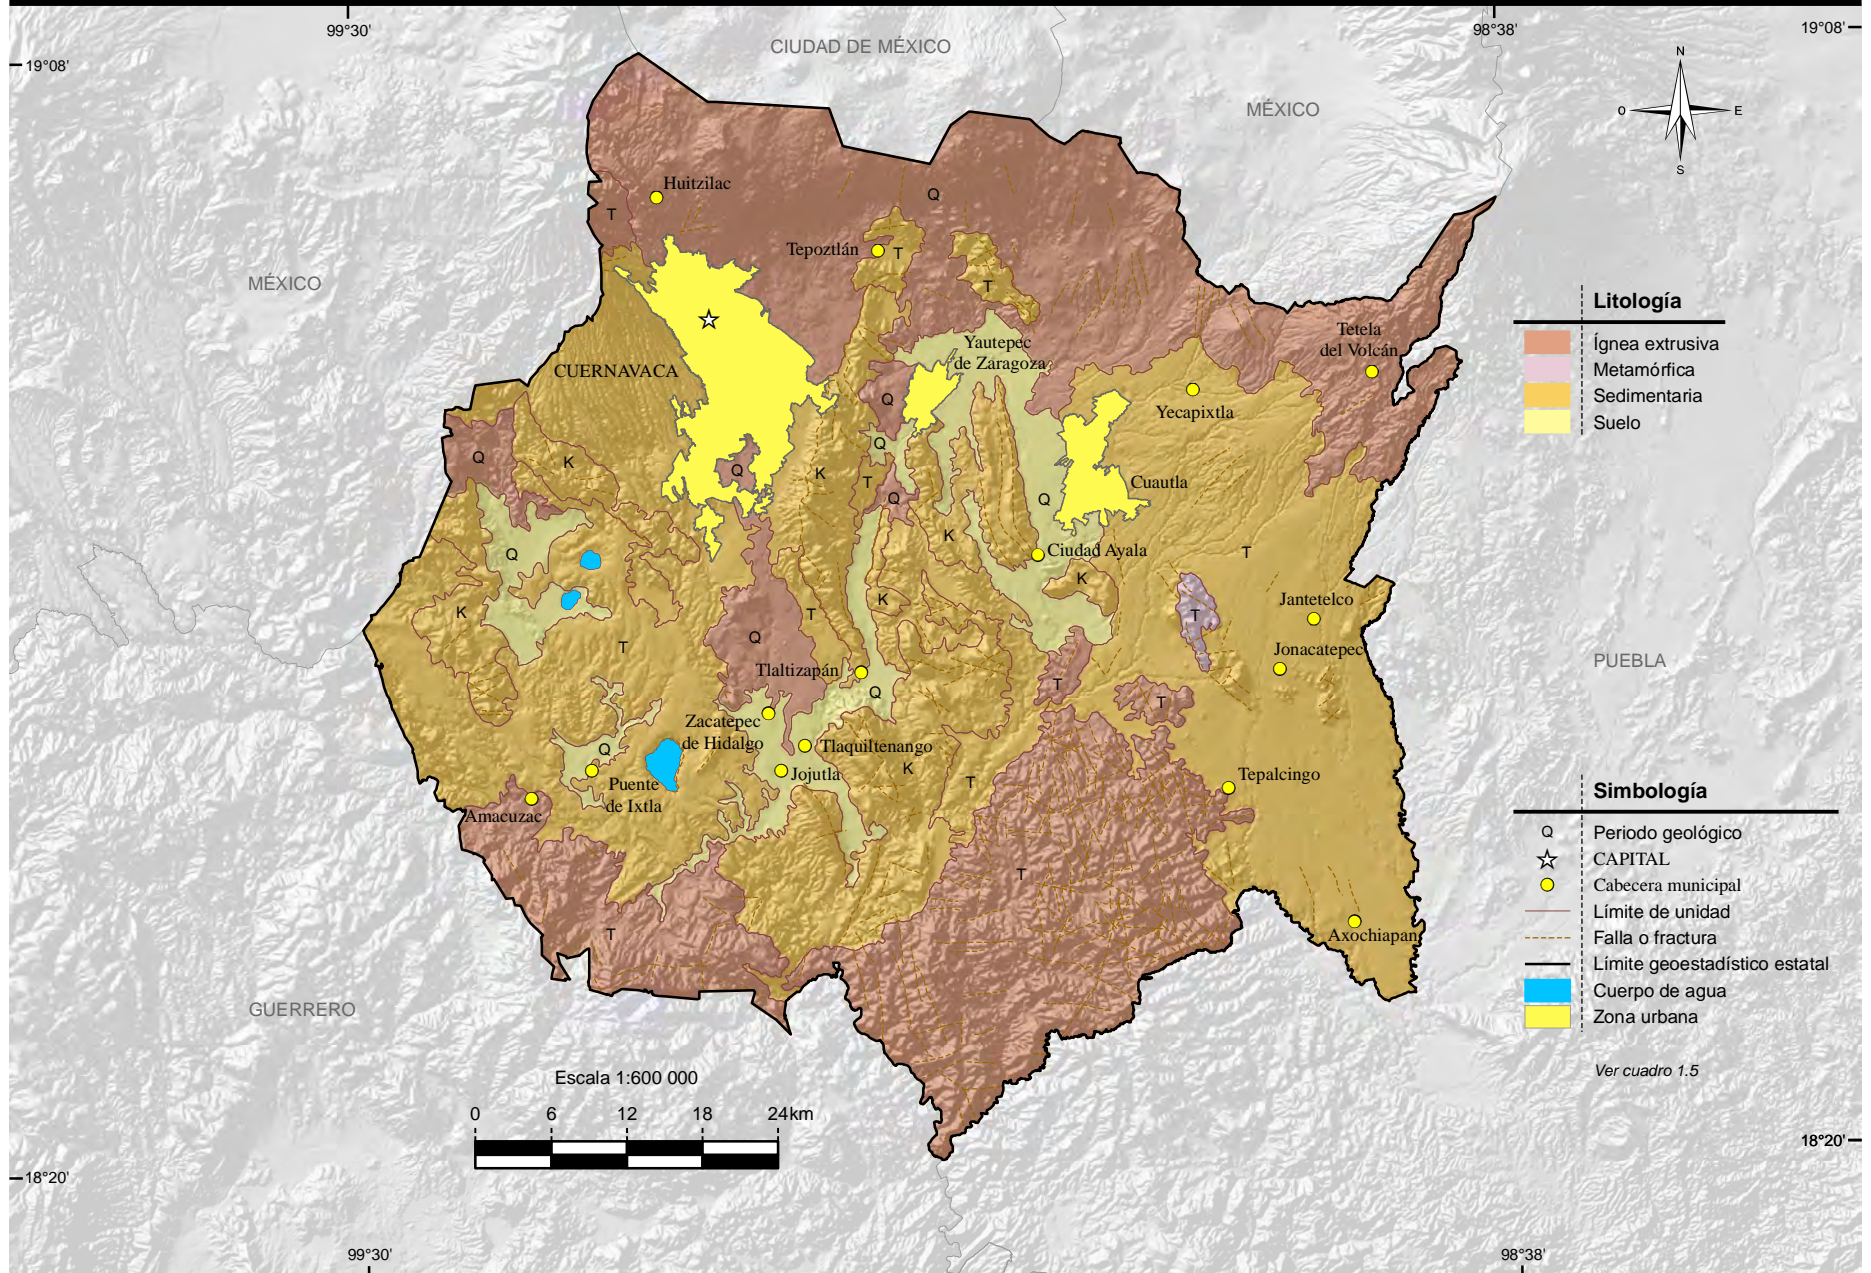 99°30'
98°38'
19°08'
19°08'
CIUDAD DE MÉXICO
MÉXICO
N
O
E
S
Huitzilac
Q
T
Tepoztlán
T
T
MÉXICO
Litología
Ígnea extrusiva
Metamórfica
Sedimentaria
Suelo
Tetela
del Volcán
Yautepec
de Zaragoza
CUERNAVACA
Q
Yecapixtla
Q
K
Q
Q
K
T
Q
Q
Cuautla
K
Q
Ciudad Ayala
T
K
K
T
K
T
T
Jantetelco
Q
T
Jonacatepec
PUEBLA
Tlaltizapán
Q
T
T
Zacatepec
de Hidalgo
Q
Tlaquiltenango
K
T
Jojutla
Puente
de Ixtla
Amacuzac
Tepalcingo
T
T
Axochiapan
Simbología
Q Periodo geológico
CAPITAL
Cabecera municipal
Límite de unidad
Falla o fractura
Límite geoestadístico estatal
Cuerpo de agua
Zona urbana
Ver cuadro 1.5
GUERRERO
Escala 1:600 000
0 6 12 18 24km
18°20'
18°20'
99°30'
98°38'